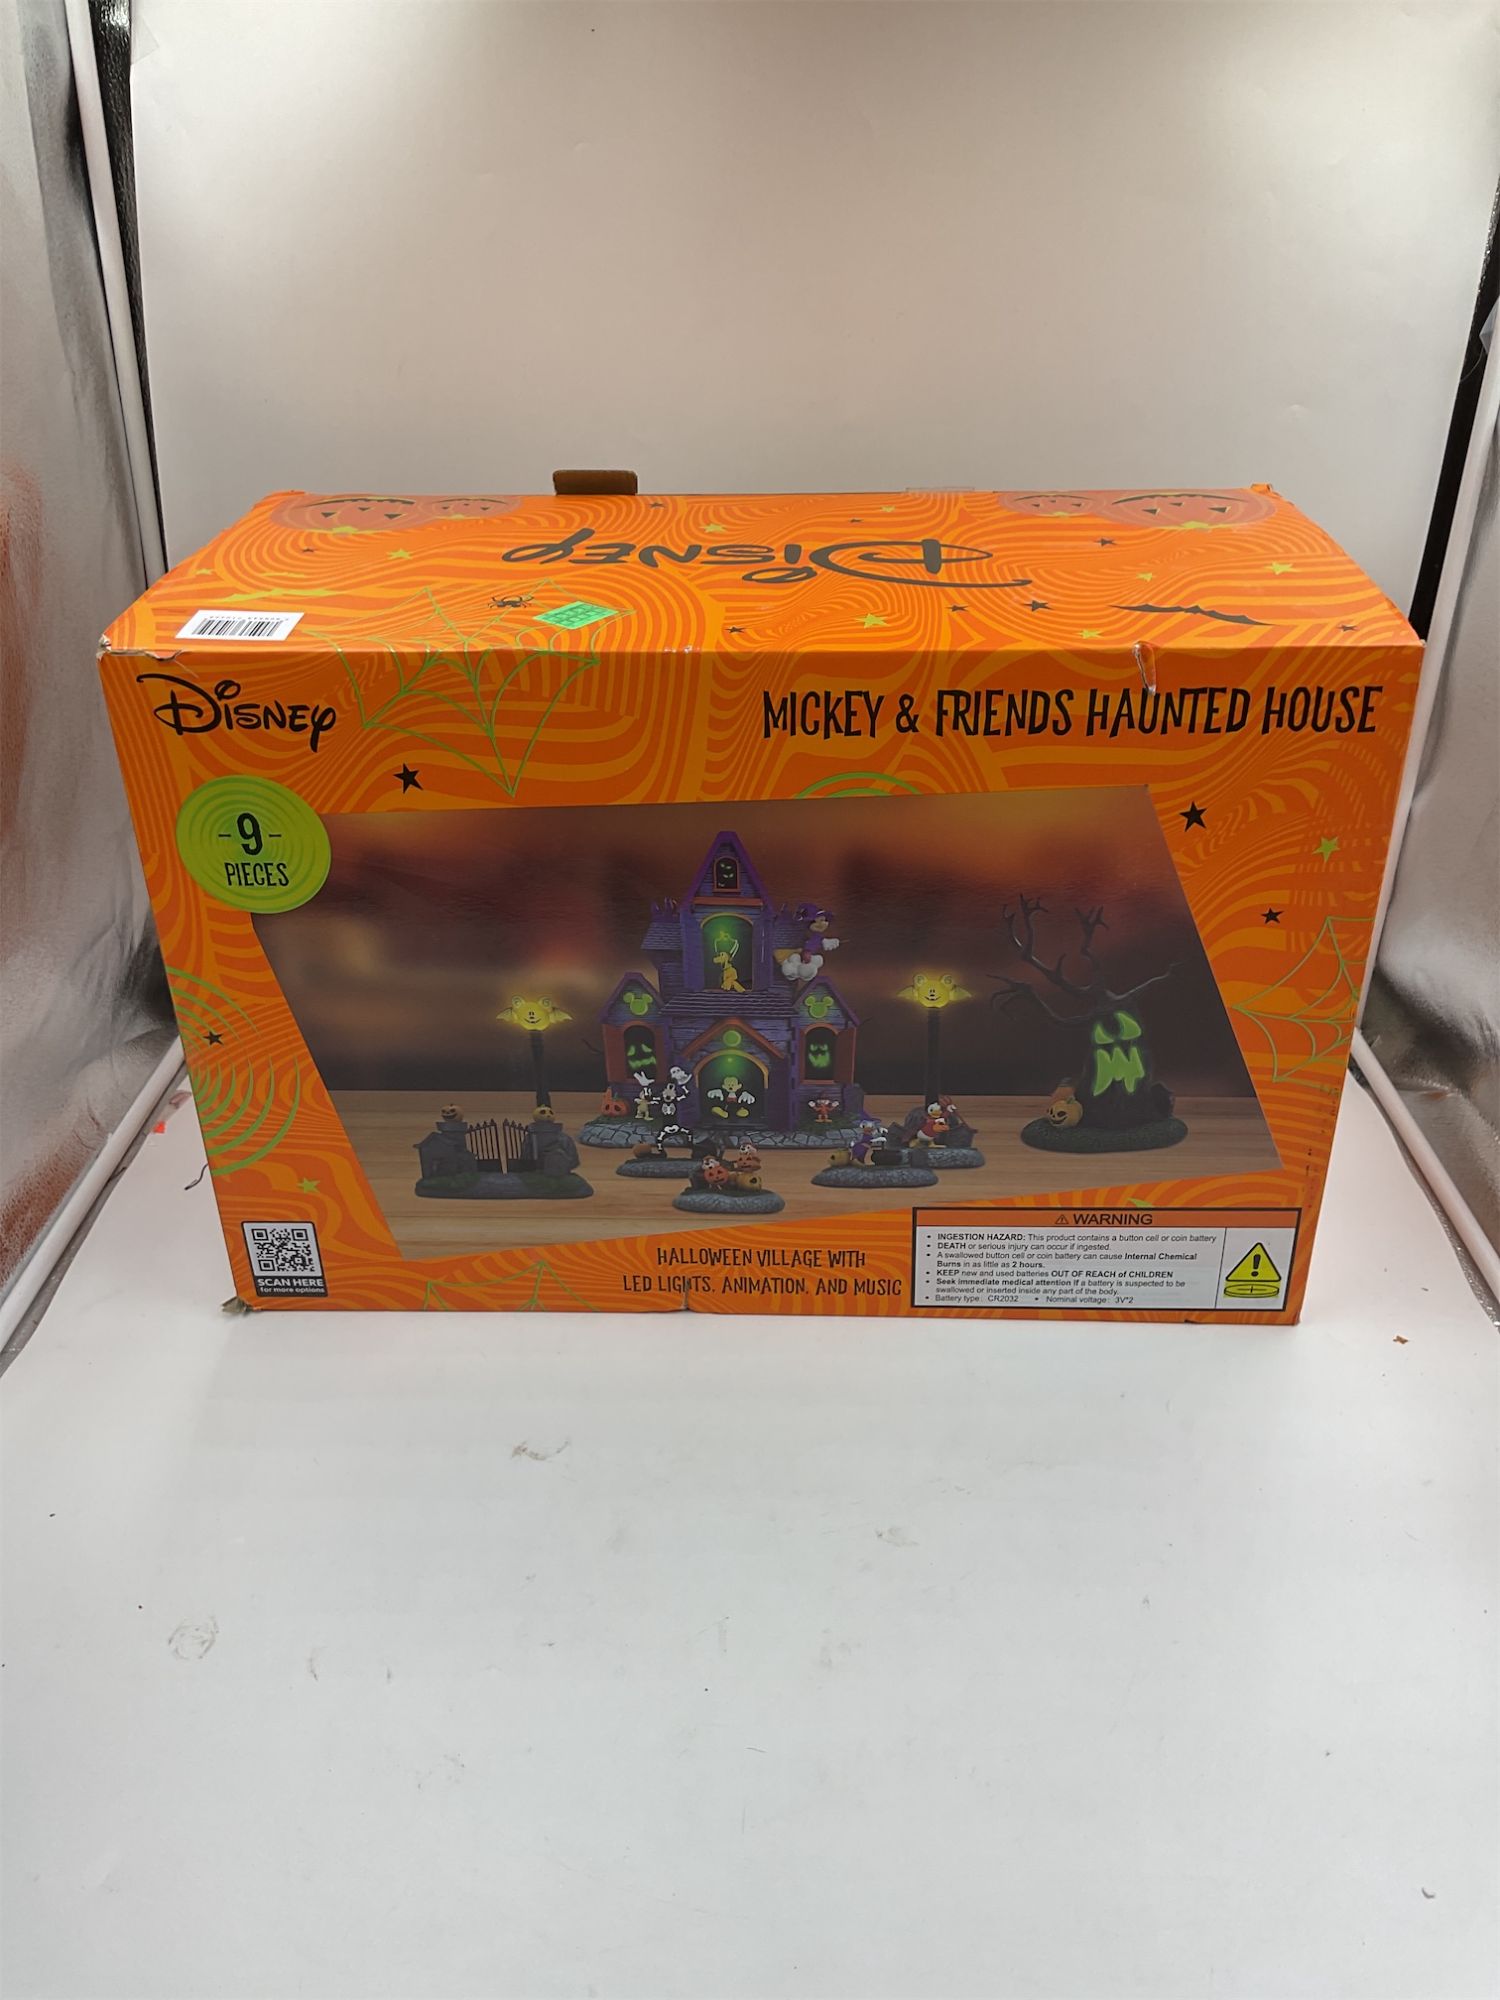 Disney
Disney
MICKEY & FRIENDS HAUNTED HOUSE
-9-
PIECES
SCAN HERE
for more options
HALLOWEEN VILLAGE WITH
LED LIGHTS, ANIMATION, AND MUSIC
⚠ WARNING
• INGESTION HAZARD: This product contains a button cell or coin battery
• DEATH or serious injury can occur if ingested.
• A swallowed button cell or coin battery can cause Internal Chemical
Burns in as little as 2 hours.
• KEEP new and used batteries OUT OF REACH of CHILDREN
• Seek immediate medical attention if a battery is suspected to be
swallowed or inserted inside any part of the body.
• Battery type: CR2032 • Nominal voltage: 3V*2